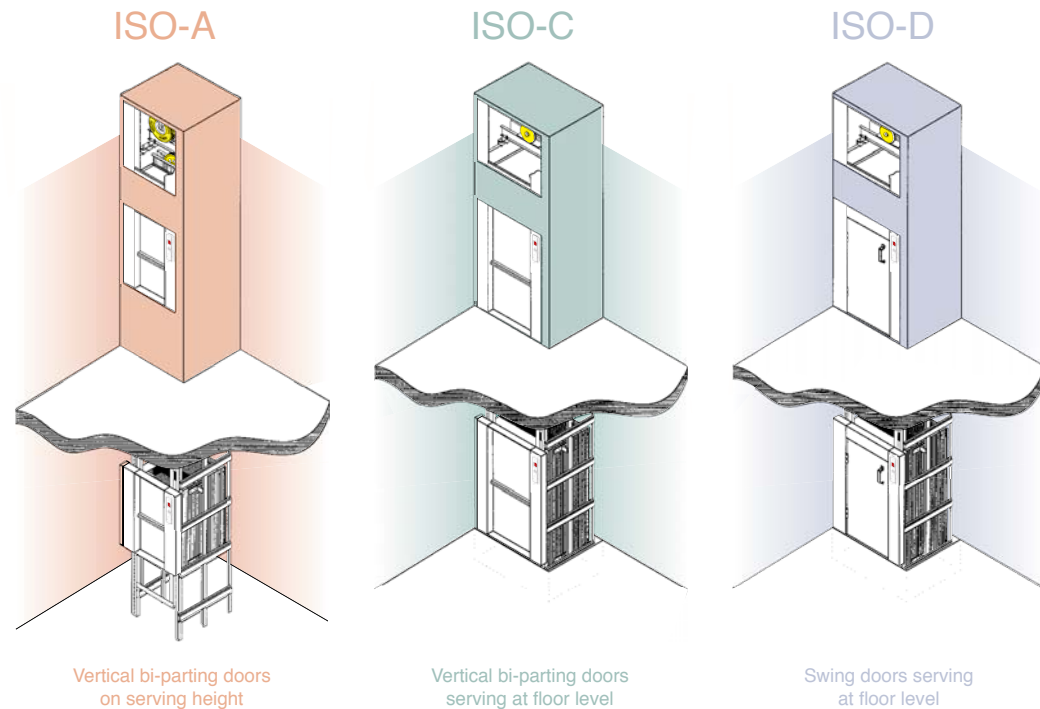 ISO-A
ISO-C
ISO-D
Vertical bi-parting doors
on serving height
Vertical bi-parting doors
serving at floor level
Swing doors serving
at floor level